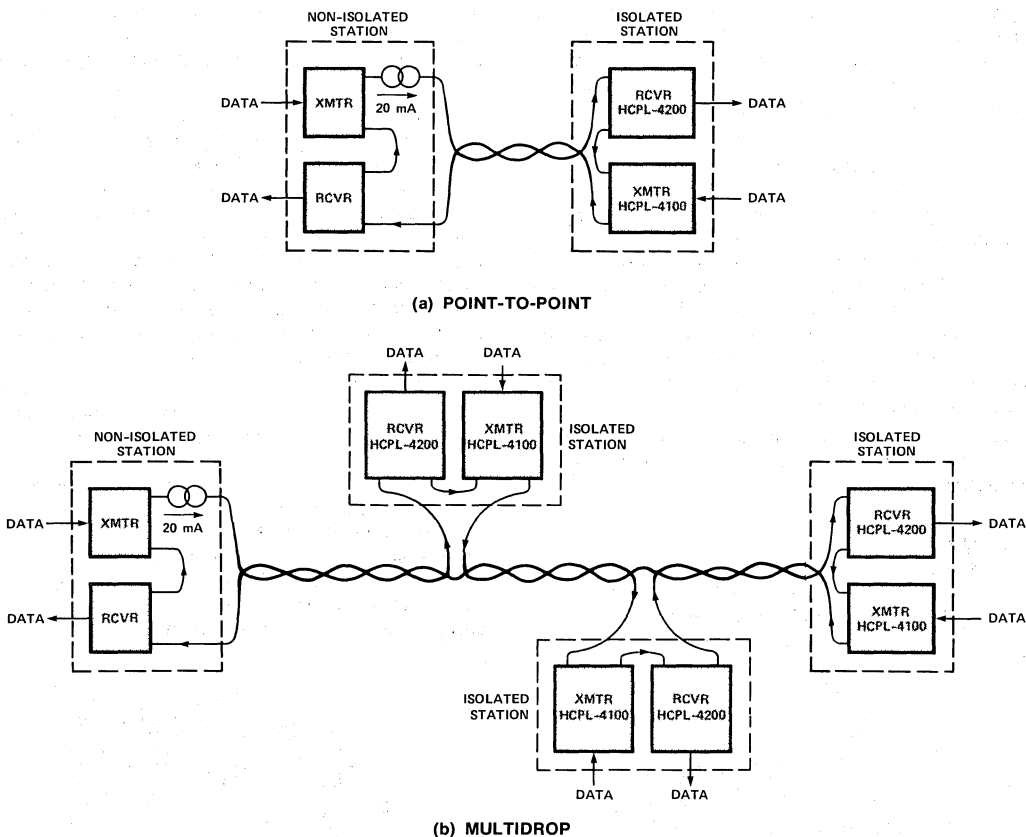 NON-ISOLATED
STATION
ISOLATED
STATION
DATA
XMTR
20 mA
RCVR
HCPL-4200
DATA
DATA
RCVR
XMTR
HCPL-4100
DATA
(a) POINT-TO-POINT
DATA
DATA
NON-ISOLATED
STATION
RCVR
HCPL-4200
XMTR
HCPL-4100
ISOLATED
STATION
ISOLATED
STATION
DATA
XMTR
20 mA
RCVR
HCPL-4200
DATA
DATA
RCVR
XMTR
HCPL-4100
DATA
ISOLATED
STATION
XMTR
HCPL-4100
RCVR
HCPL-4200
DATA
DATA
(b) MULTIDROP